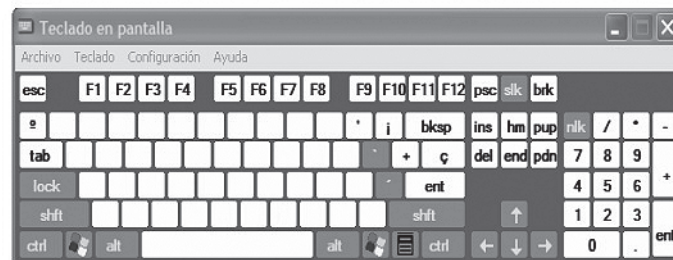 Teclado en pantalla
Archivo Teclado Configuración Ayuda
esc F1 F2 F3 F4 F5 F6 F7 F8 F9 F10 F11 F12 psc slk brk
º ' ¡ bksp ins hm pup nlk / * -
tab ` + ç del end pdn 7 8 9 +
lock ´ ent 4 5 6
shft shft ↑ 1 2 3
ctrl alt alt ctrl ← ↓ → 0 .